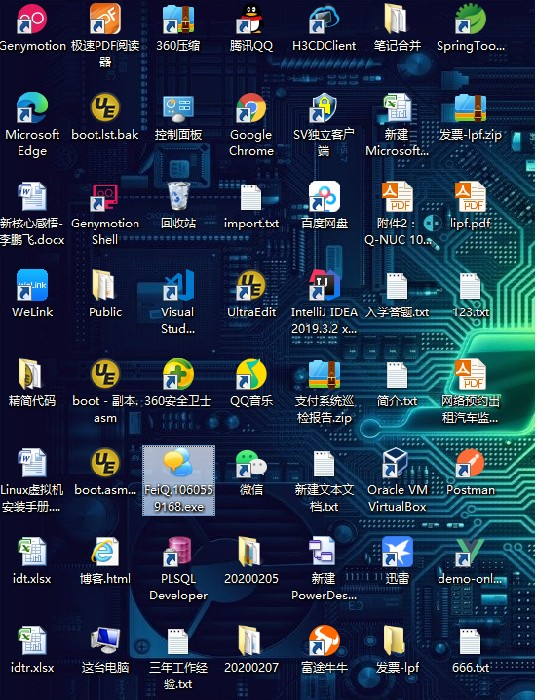 Genymotion
极速PDF阅读
器
360压缩
腾讯QQ
H3CDClient
笔记合并
SpringToo...
Microsoft
Edge
boot.lst.bak
控制面板
Google
Chrome
SV独立客户
端
新建
Microsoft...
发票-lpf.zip
新核心感悟-
李鹏飞.docx
Genymotion
Shell
回收站
import.txt
百度网盘
附件2：
Q-NUC 10...
lipf.pdf
WeLink
Public
Visual
Stud...
UltraEdit
IntelliJ IDEA
2019.3.2 x...
入学答题.txt
123.txt
精简代码
boot - 副本.
asm
360安全卫士
QQ音乐
支付系统巡
检报告.zip
简介.txt
网络预约出
租汽车监...
Linux虚拟机
安装手册....
boot.asm...
FeiQ.106055
9168.exe
微信
新建文本文
档.txt
Oracle VM
VirtualBox
Postman
idt.xlsx
博客.html
PLSQL
Developer
20200205
新建
PowerDes...
迅雷
demo-onl...
idtr.xlsx
这台电脑
三年工作经
验.txt
20200207
富途牛牛
发票-lpf
666.txt